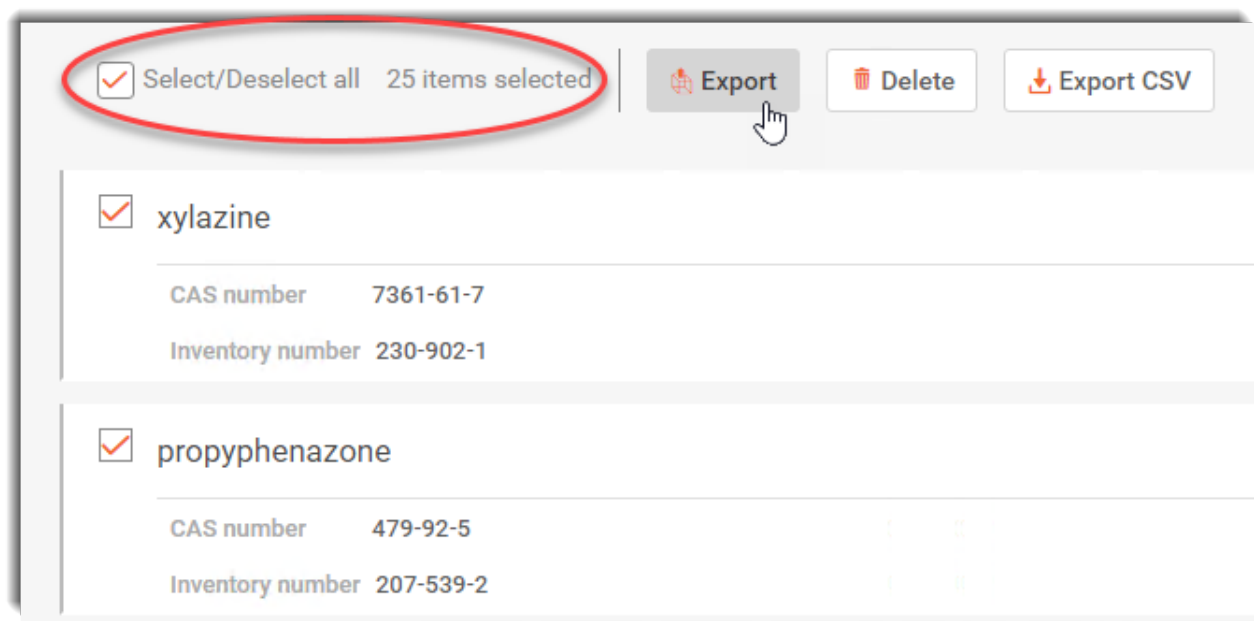 Select/Deselect all 25 items selected Export Delete Export CSV
xylazine
CAS number 7361-61-7
Inventory number 230-902-1
propyphenazone
CAS number 479-92-5
Inventory number 207-539-2